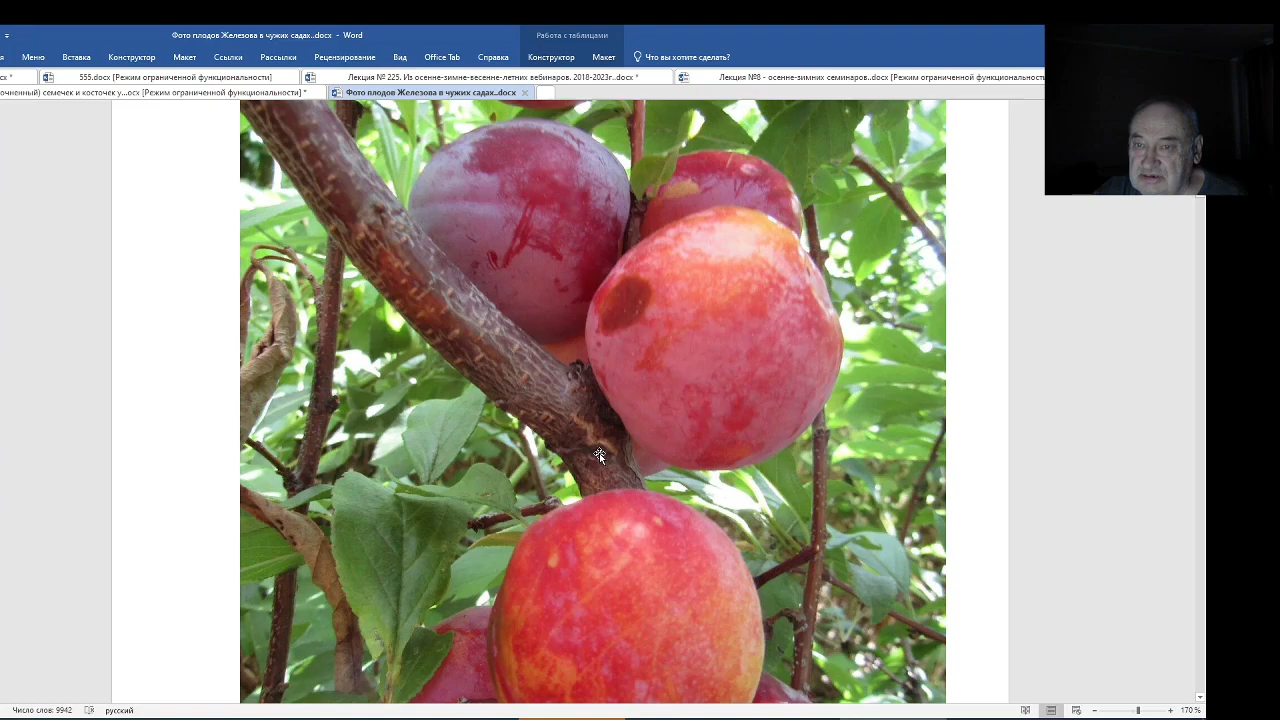 Фото плодов Железова в чужих садах..docx - Word
Работа с таблицами
Меню Вставка Конструктор Макет Ссылки Рассылки Рецензирование Вид Office Tab Справка Конструктор Макет Что вы хотите сделать?
555.docx [Режим ограниченной функциональности] Лекция № 225. Из осенне-зимне-весенне-летних вебинаров. 2018-2023г..docx * Лекция №8 - осенне-зимних семинаров..docx [Режим ограниченной функциональности
очненный) семечек и косточек у...ocx [Режим ограниченной функциональности] * Фото плодов Железова в чужих садах..docx
Число слов: 9942 русский 170 %